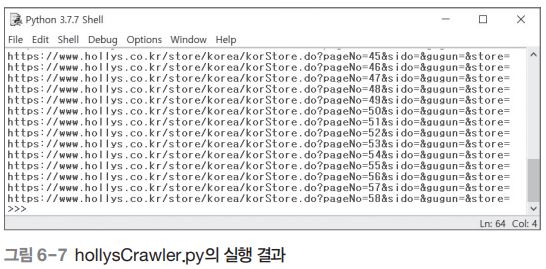 Python 3.7.7 Shell
File Edit Shell Debug Options Window Help
https://www.hollys.co.kr/store/korea/korStore.do?pageNo=45&sido=&gugun=&store=
https://www.hollys.co.kr/store/korea/korStore.do?pageNo=46&sido=&gugun=&store=
https://www.hollys.co.kr/store/korea/korStore.do?pageNo=47&sido=&gugun=&store=
https://www.hollys.co.kr/store/korea/korStore.do?pageNo=48&sido=&gugun=&store=
https://www.hollys.co.kr/store/korea/korStore.do?pageNo=49&sido=&gugun=&store=
https://www.hollys.co.kr/store/korea/korStore.do?pageNo=50&sido=&gugun=&store=
https://www.hollys.co.kr/store/korea/korStore.do?pageNo=51&sido=&gugun=&store=
https://www.hollys.co.kr/store/korea/korStore.do?pageNo=52&sido=&gugun=&store=
https://www.hollys.co.kr/store/korea/korStore.do?pageNo=53&sido=&gugun=&store=
https://www.hollys.co.kr/store/korea/korStore.do?pageNo=54&sido=&gugun=&store=
https://www.hollys.co.kr/store/korea/korStore.do?pageNo=55&sido=&gugun=&store=
https://www.hollys.co.kr/store/korea/korStore.do?pageNo=56&sido=&gugun=&store=
https://www.hollys.co.kr/store/korea/korStore.do?pageNo=57&sido=&gugun=&store=
https://www.hollys.co.kr/store/korea/korStore.do?pageNo=58&sido=&gugun=&store=
>>>
Ln: 64 Col: 4
그림 6-7 hollysCrawler.py의 실행 결과